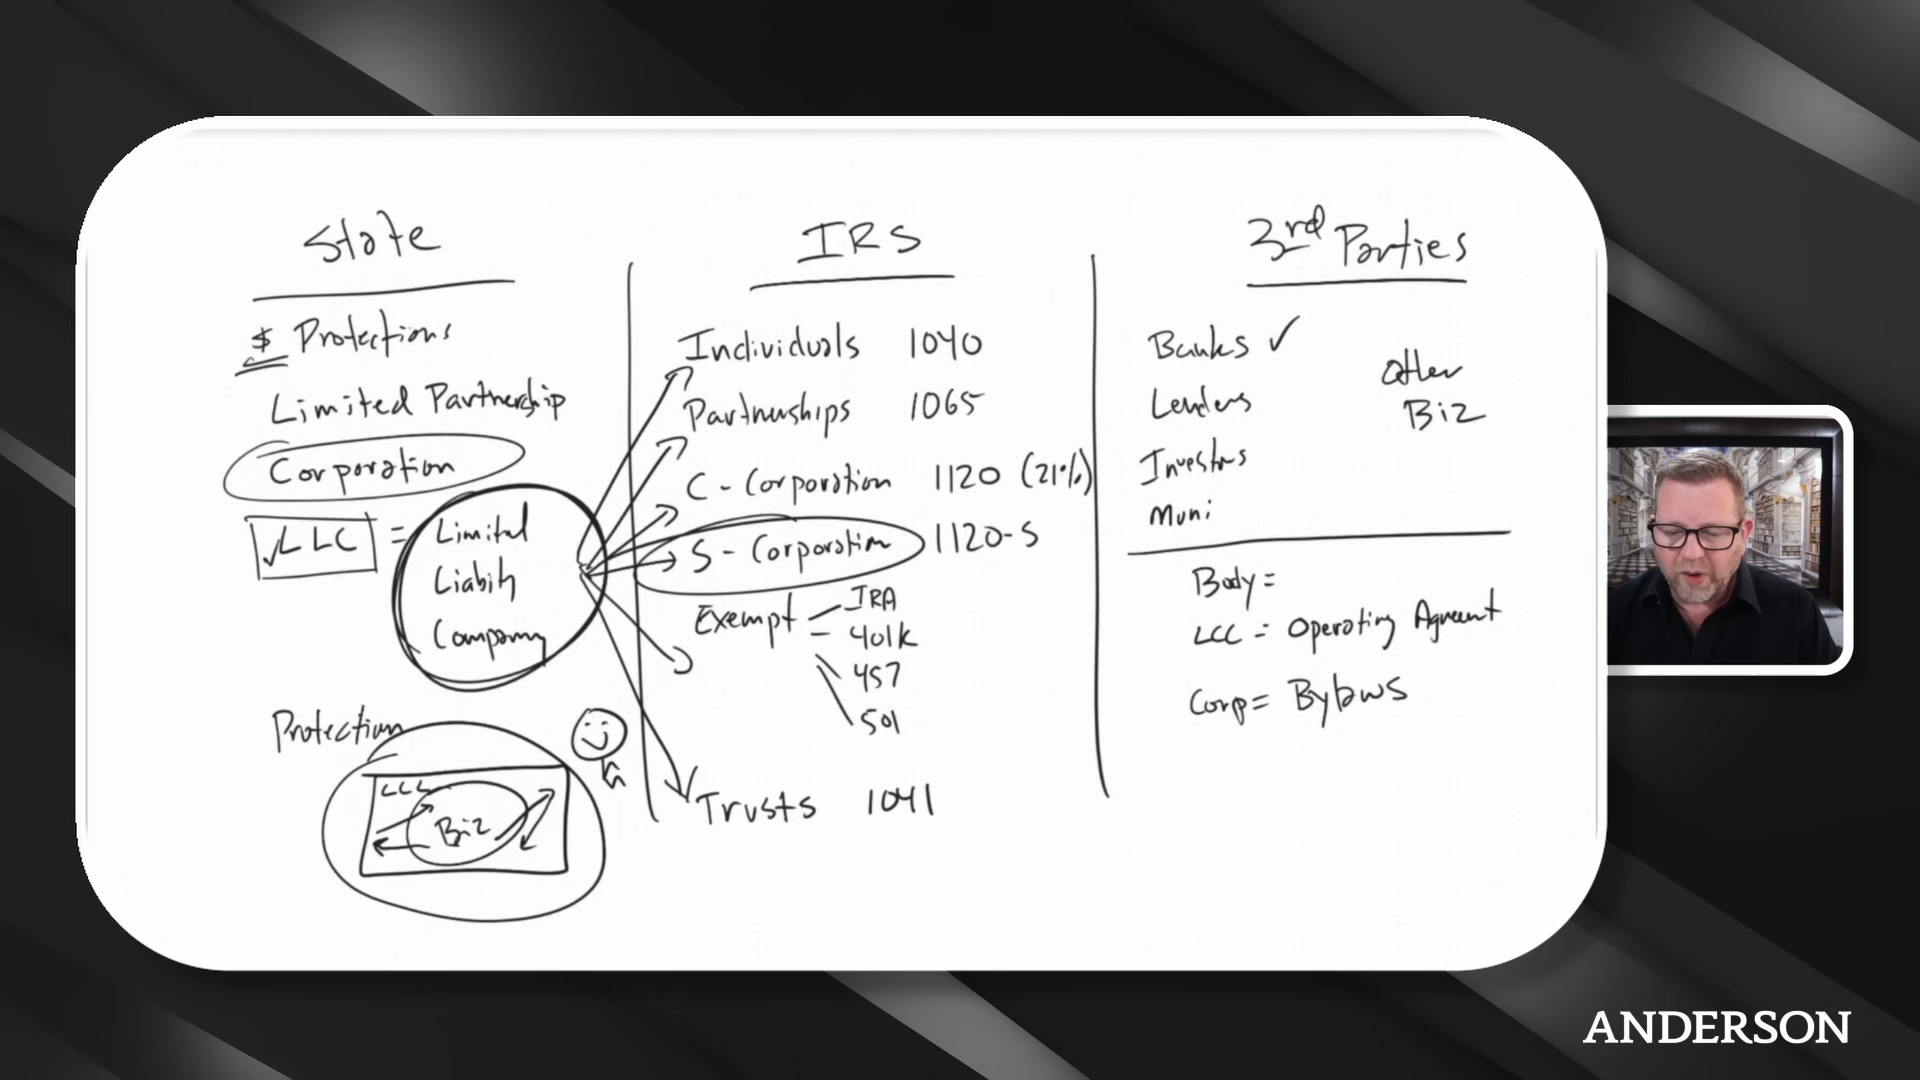 State
$ Protections
Limited Partnership
Corporation
✓LLC = Limited
Liability
Company
Protection
LLC
Biz
IRS
Individuals 1040
Partnerships 1065
C - Corporation 1120 (21%)
S - Corporation 1120-S
Exempt - IRA
- 401k
457
501
Trusts 1041
3rd Parties
Banks ✓
Lenders
Investors
Muni
Other
Biz
Body =
LLC = Operating Agreement
Corp = Bylaws
ANDERSON